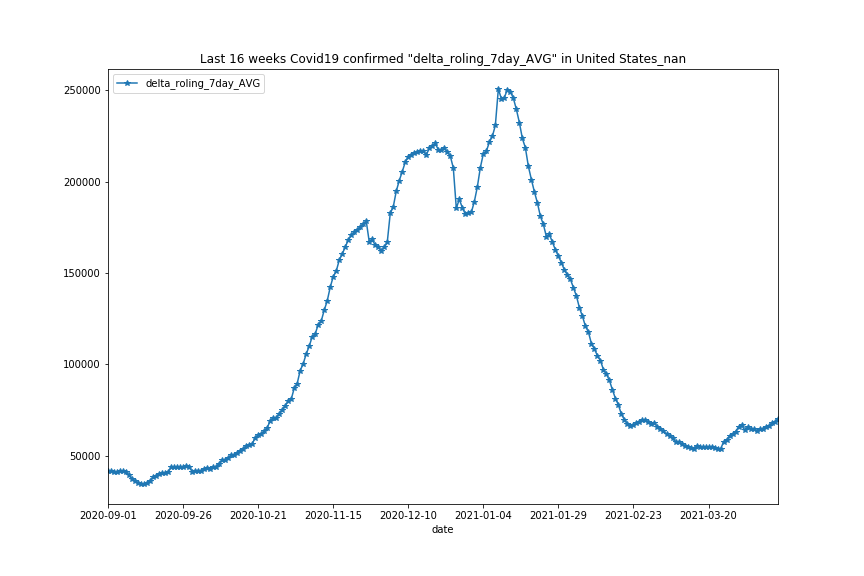 Last 16 weeks Covid19 confirmed "delta_roling_7day_AVG" in United States_nan
delta_roling_7day_AVG
250000
200000
150000
100000
50000
2020-09-01 2020-09-26 2020-10-21 2020-11-15 2020-12-10 2021-01-04 2021-01-29 2021-02-23 2021-03-20
date